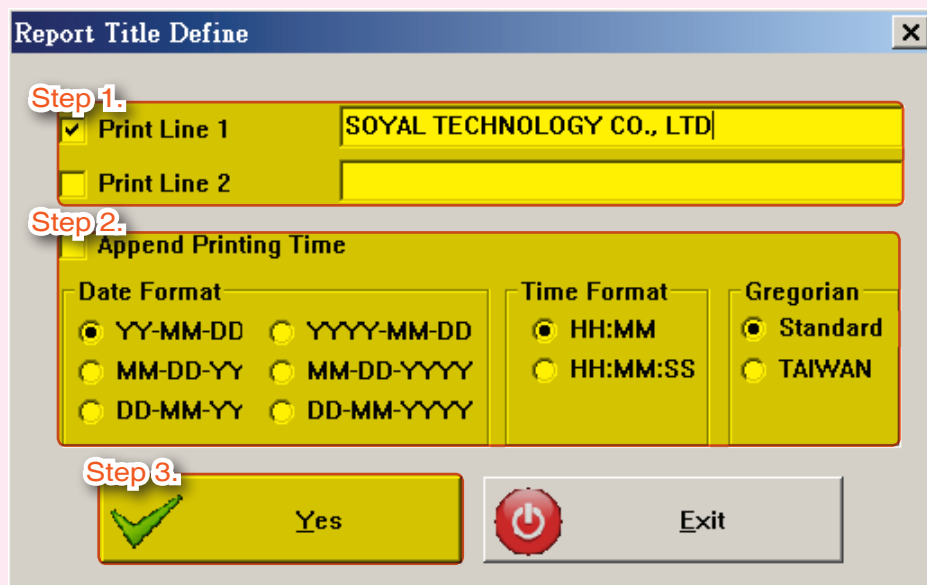 Report Title Define
Step 1.
Print Line 1 SOYAL TECHNOLOGY CO., LTD
Print Line 2
Step 2.
Append Printing Time
Date Format Time Format Gregorian
YY-MM-DD YYYY-MM-DD HH:MM Standard
MM-DD-YY MM-DD-YYYY HH:MM:SS TAIWAN
DD-MM-YY DD-MM-YYYY
Step 3.
Yes Exit